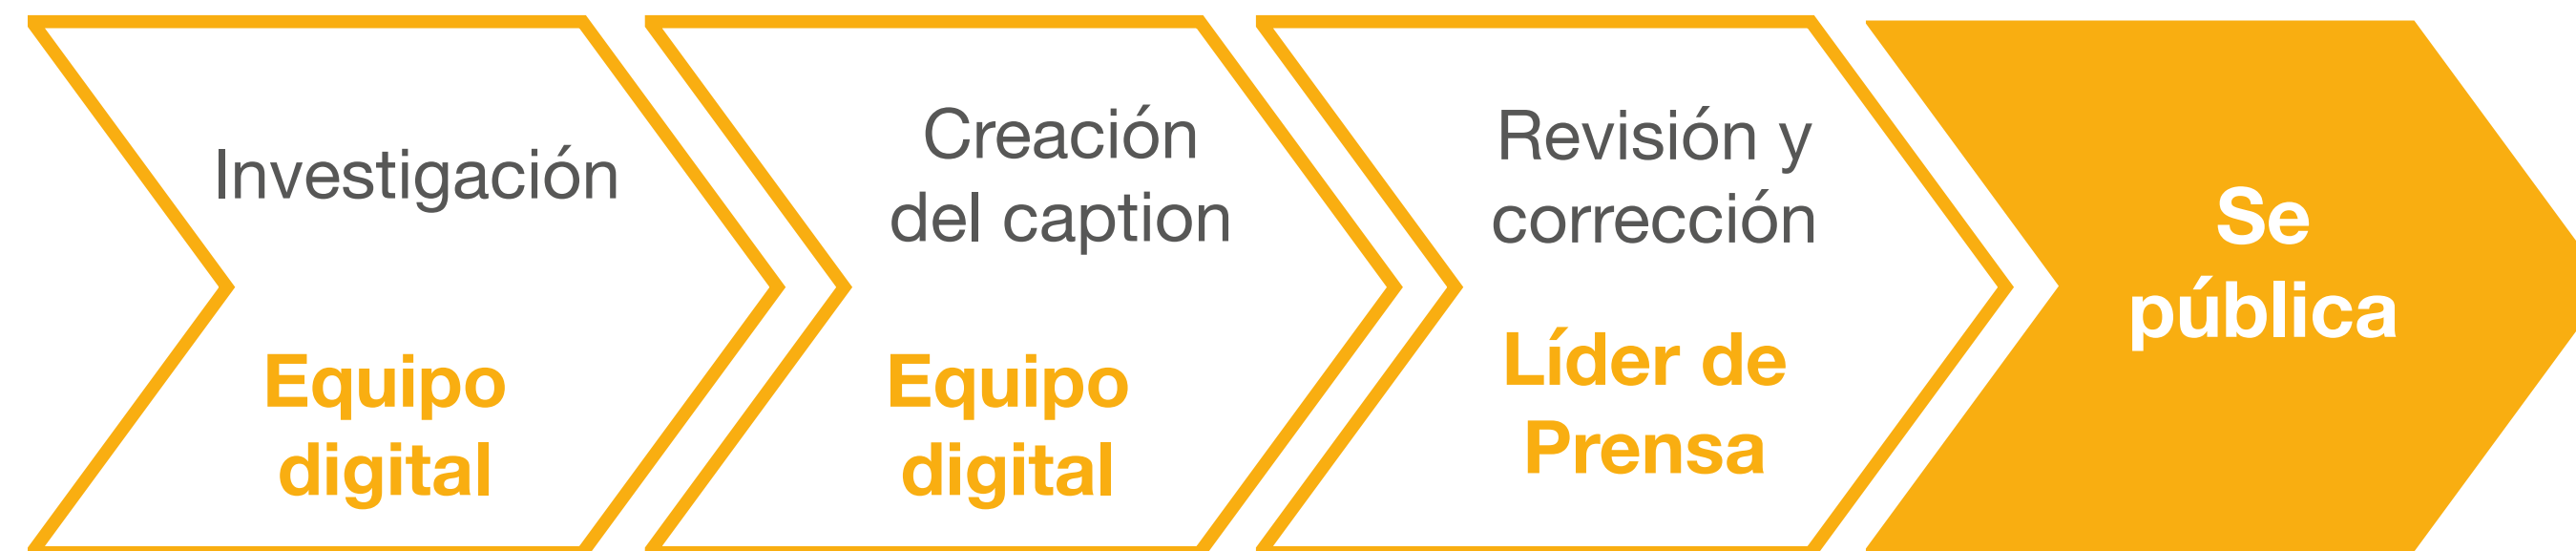 Investigación
Equipo
digital
Creación
del caption
Equipo
digital
Revisión y
corrección
Líder de
Prensa
Se
pública